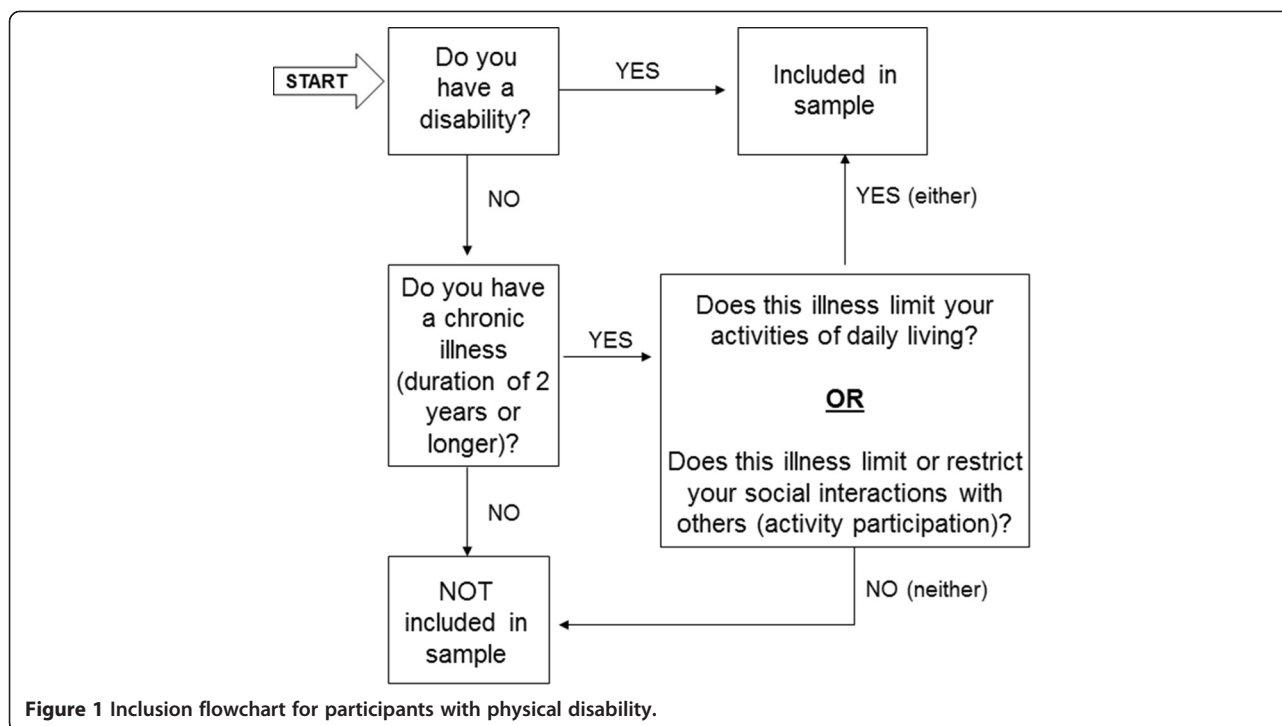 START
Do you
have a
disability?
YES
Included in
sample
NO
YES (either)
Do you have
a chronic
illness
(duration of 2
years or
longer)?
YES
Does this illness limit your
activities of daily living?
OR
Does this illness limit or restrict
your social interactions with
others (activity participation)?
NO
NO (neither)
NOT
included in
sample
Figure 1 Inclusion flowchart for participants with physical disability.